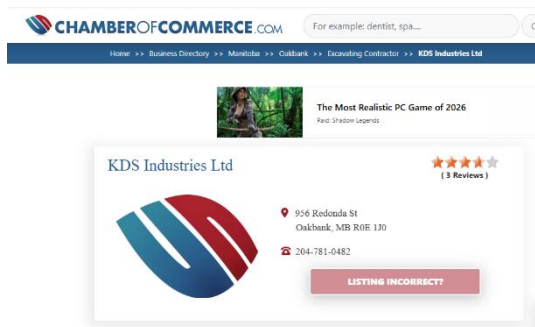 CHAMBEROFCOMMERCE.COM
For example: dentist, spa....
Home >> Business Directory >> Manitoba >> Oakbank >> Excavating Contractor >> KDS Industries Ltd
The Most Realistic PC Game of 2026
Raid: Shadow Legends
KDS Industries Ltd
( 3 Reviews )
956 Redonda St
Oakbank, MB R0E 1J0
204-781-0482
LISTING INCORRECT?